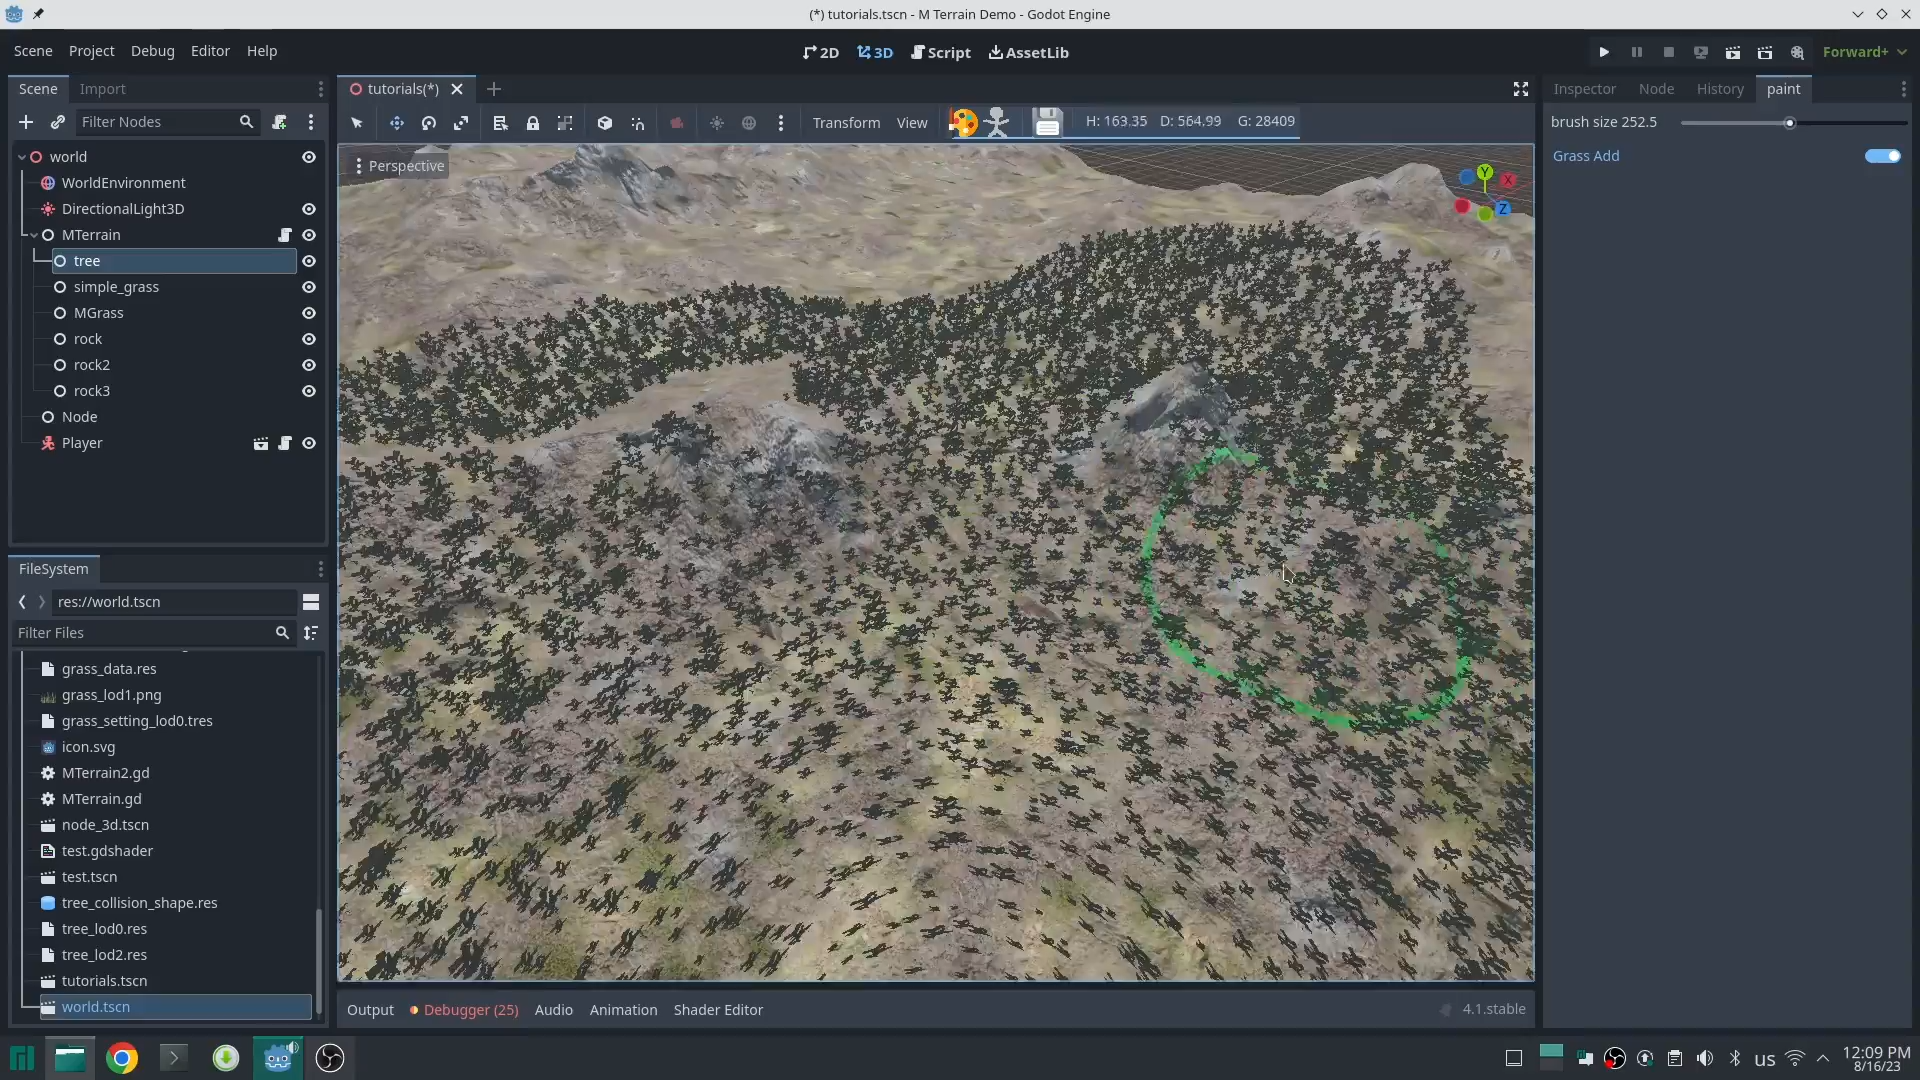 (*) tutorials.tscn - M Terrain Demo - Godot Engine
Scene Project Debug Editor Help
2D 3D Script AssetLib
Forward+
Scene Import
tutorials(*)
Inspector Node History paint
Filter Nodes
Transform View
H: 163.35 D: 564.99 G: 28409
brush size 252.5
Grass Add
Perspective
Y
X
Z
world
WorldEnvironment
DirectionalLight3D
MTerrain
tree
simple_grass
MGrass
rock
rock2
rock3
Node
Player
FileSystem
res://world.tscn
Filter Files
grass_data.res
grass_lod1.png
grass_setting_lod0.tres
icon.svg
MTerrain2.gd
MTerrain.gd
node_3d.tscn
test.gdshader
test.tscn
tree_collision_shape.res
tree_lod0.res
tree_lod2.res
tutorials.tscn
world.tscn
Output Debugger (25) Audio Animation Shader Editor
4.1.stable
us
12:09 PM
8/16/23